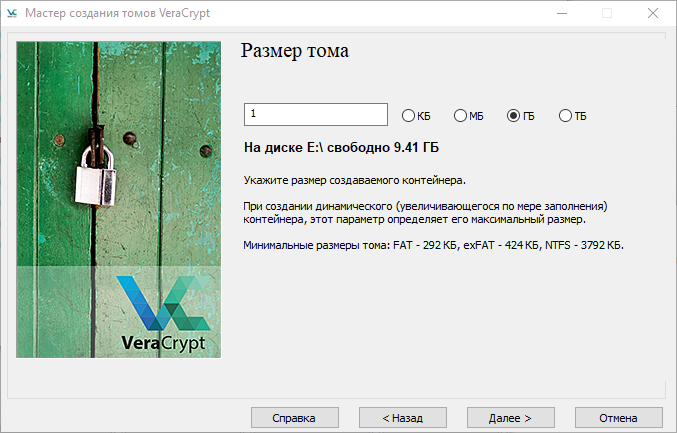 Мастер создания томов VeraCrypt
Размер тома
1 КБ МБ ГБ ТБ
На диске E:\ свободно 9.41 ГБ
Укажите размер создаваемого контейнера.
При создании динамического (увеличивающегося по мере заполнения)
контейнера, этот параметр определяет его максимальный размер.
Минимальные размеры тома: FAT - 292 КБ, exFAT - 424 КБ, NTFS - 3792 КБ.
VeraCrypt
Справка < Назад Далее > Отмена